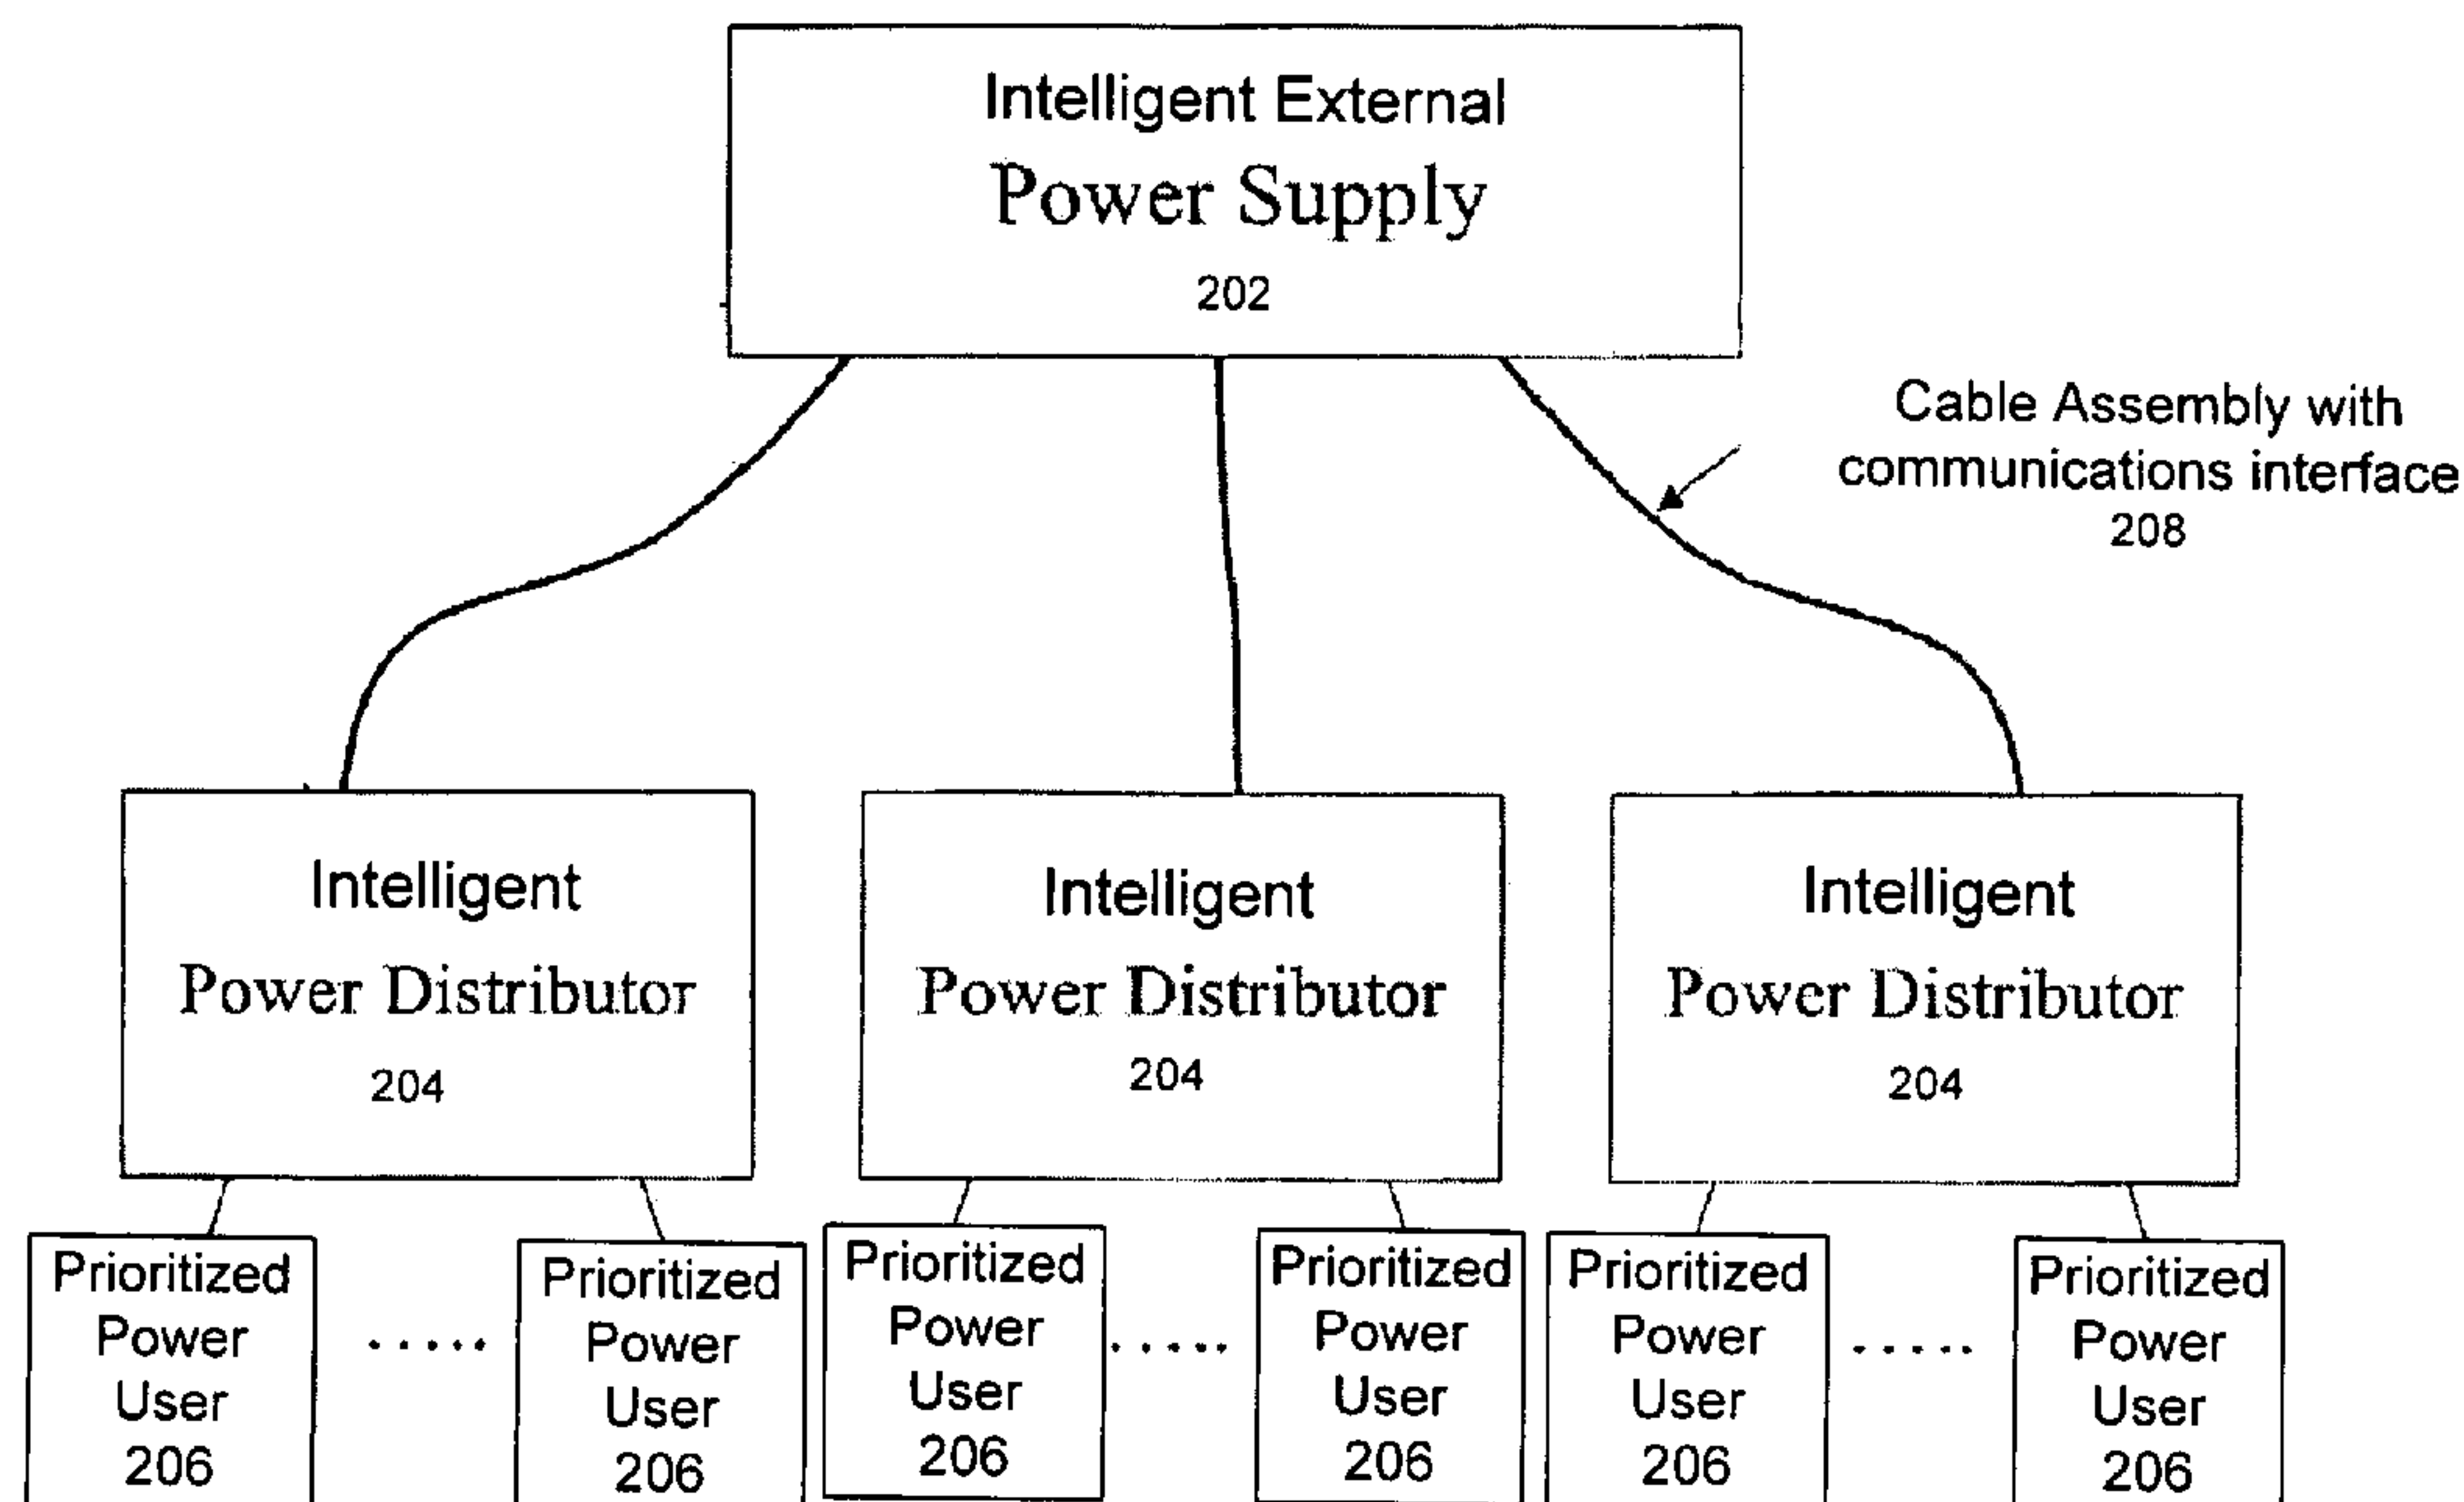 Intelligent External
Power Supply
202
Cable Assembly with
communications interface
208
Intelligent
Power Distributor
204
Intelligent
Power Distributor
204
Intelligent
Power Distributor
204
Prioritized
Power
User
206
.....
Prioritized
Power
User
206
Prioritized
Power
User
206
.....
Prioritized
Power
User
206
Prioritized
Power
User
206
.....
Prioritized
Power
User
206